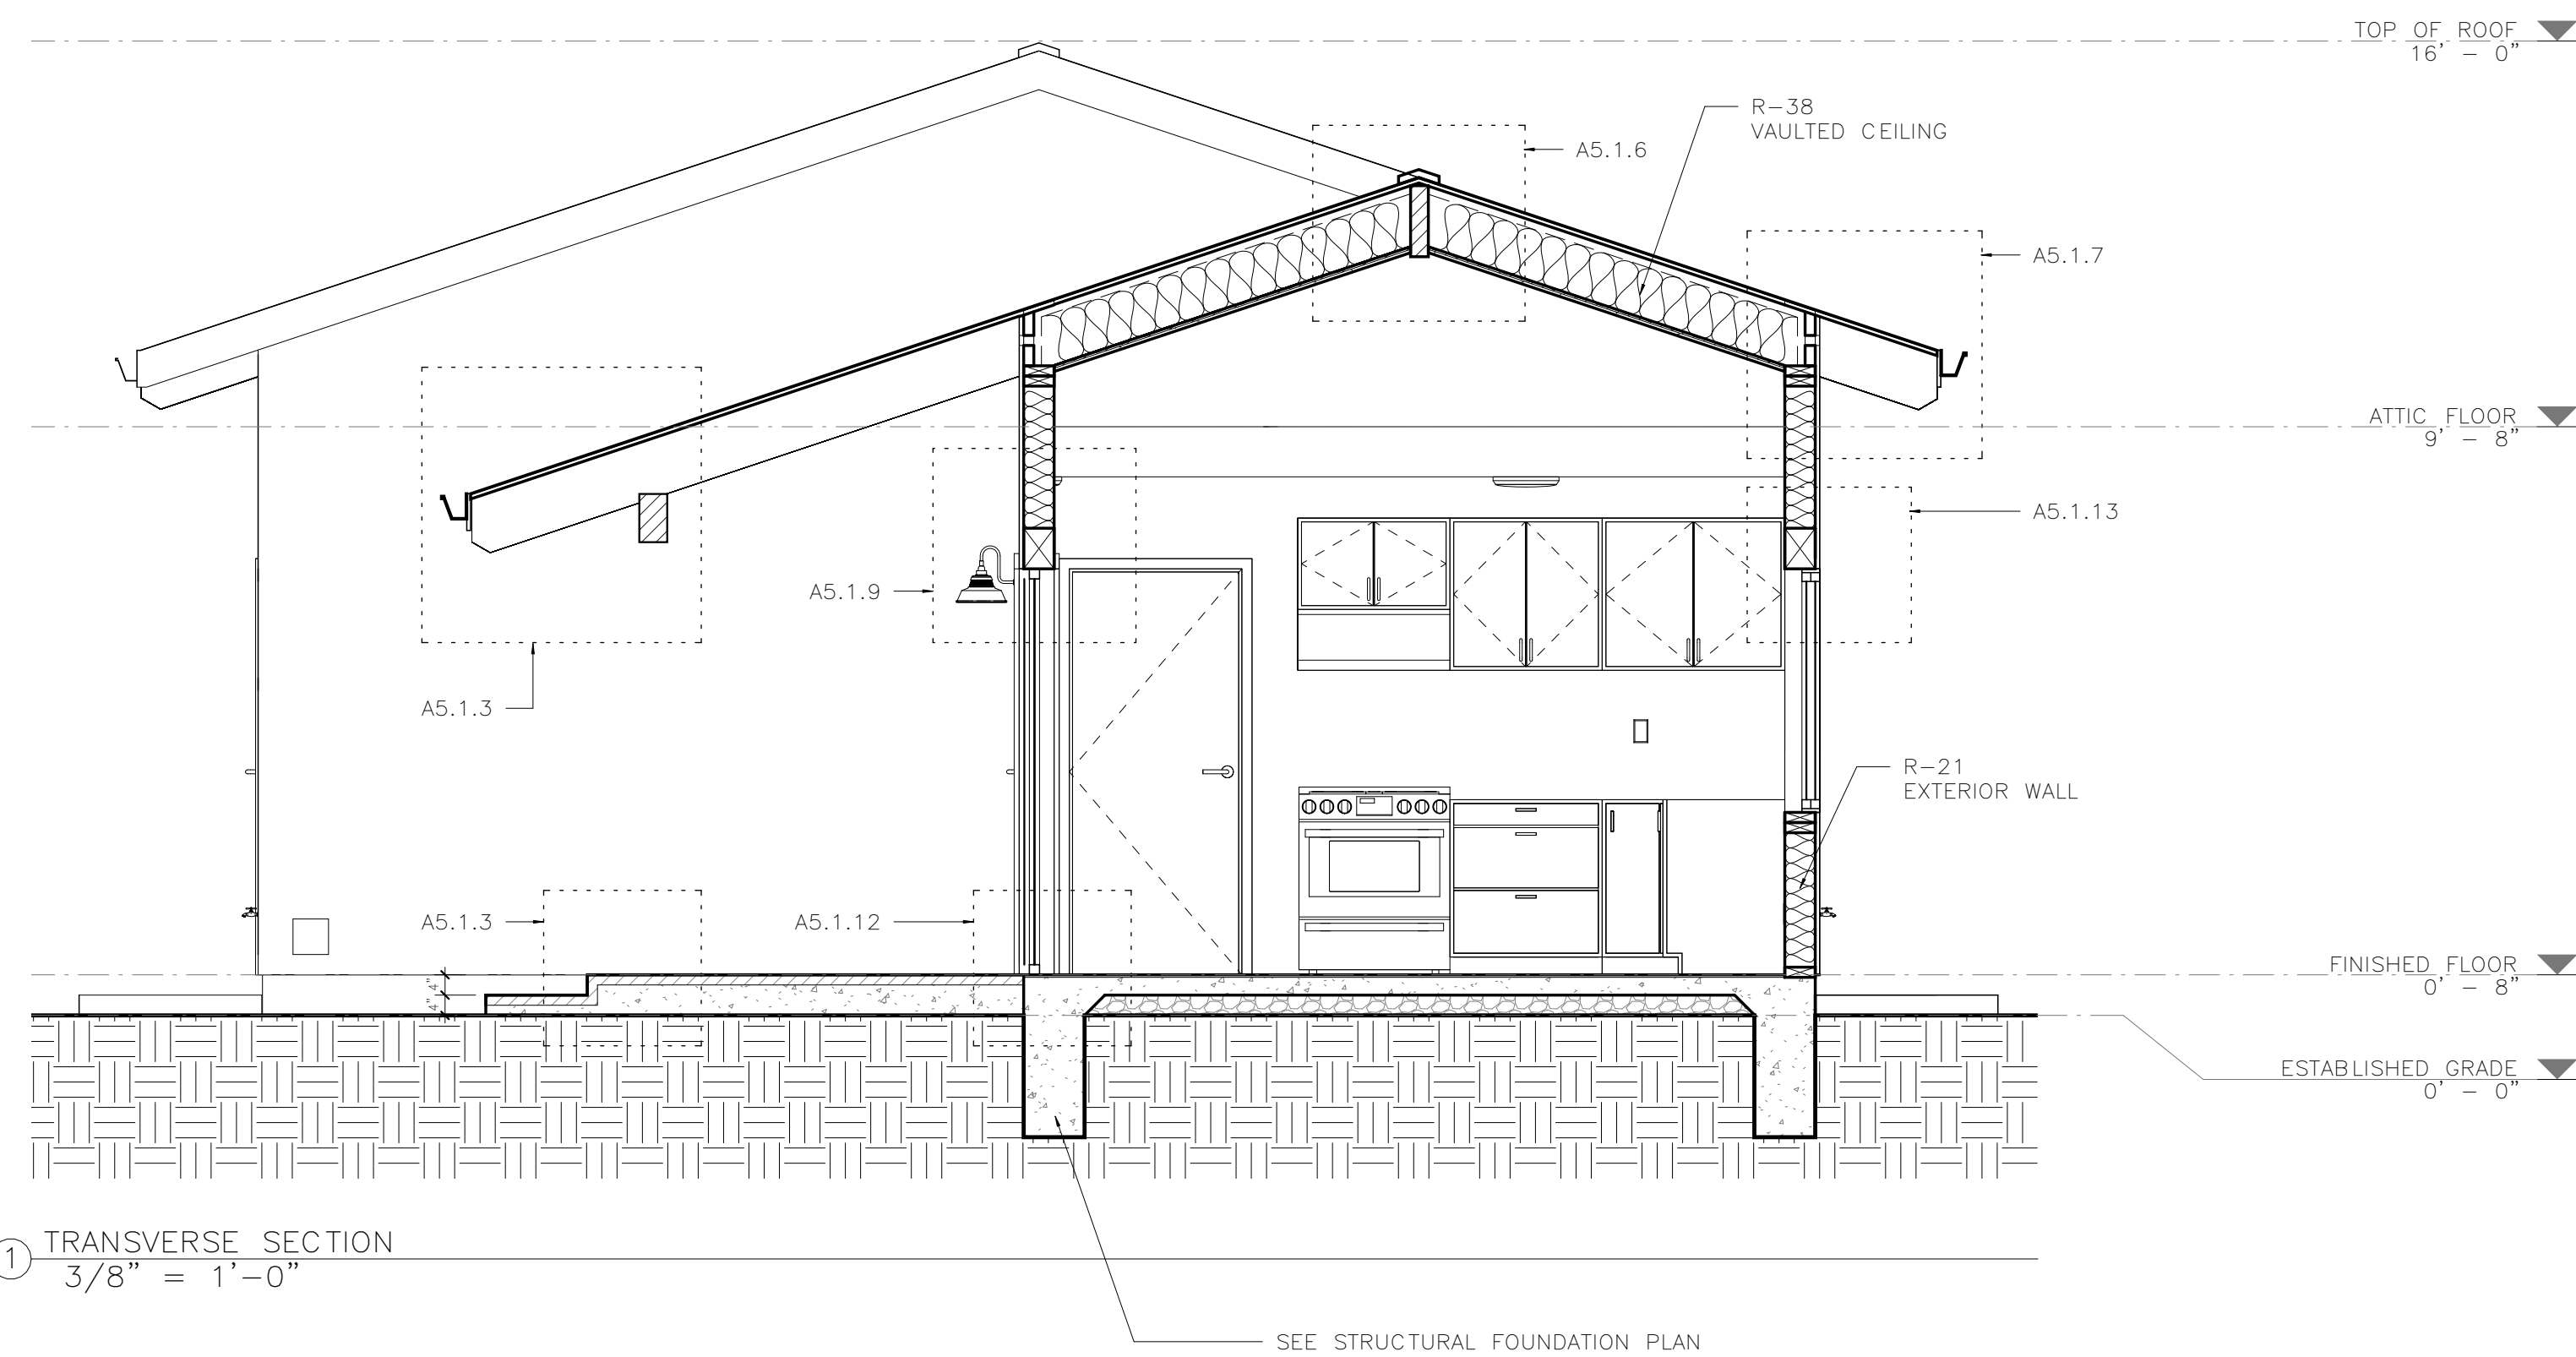 TOP OF ROOF
16' - 0"
R-38
VAULTED CEILING
A5.1.6
A5.1.7
ATTIC FLOOR
9' - 8"
A5.1.13
A5.1.9
A5.1.3
R-21
EXTERIOR WALL
A5.1.3
A5.1.12
FINISHED FLOOR
0' - 8"
4"
4"
ESTABLISHED GRADE
0' - 0"
1
TRANSVERSE SECTION
3/8" = 1'-0"
SEE STRUCTURAL FOUNDATION PLAN